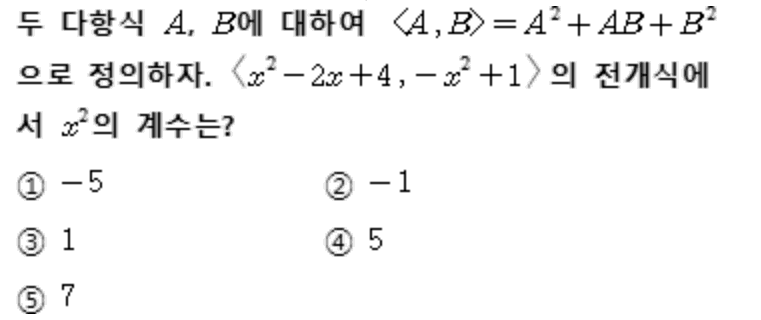 두 다항식 A, B에 대하여 〈A, B〉=A²+AB+B²
으로 정의하자. 〈x²−2x+4, −x²+1〉의 전개식에
서 x²의 계수는?
① −5 ② −1
③ 1 ④ 5
⑤ 7